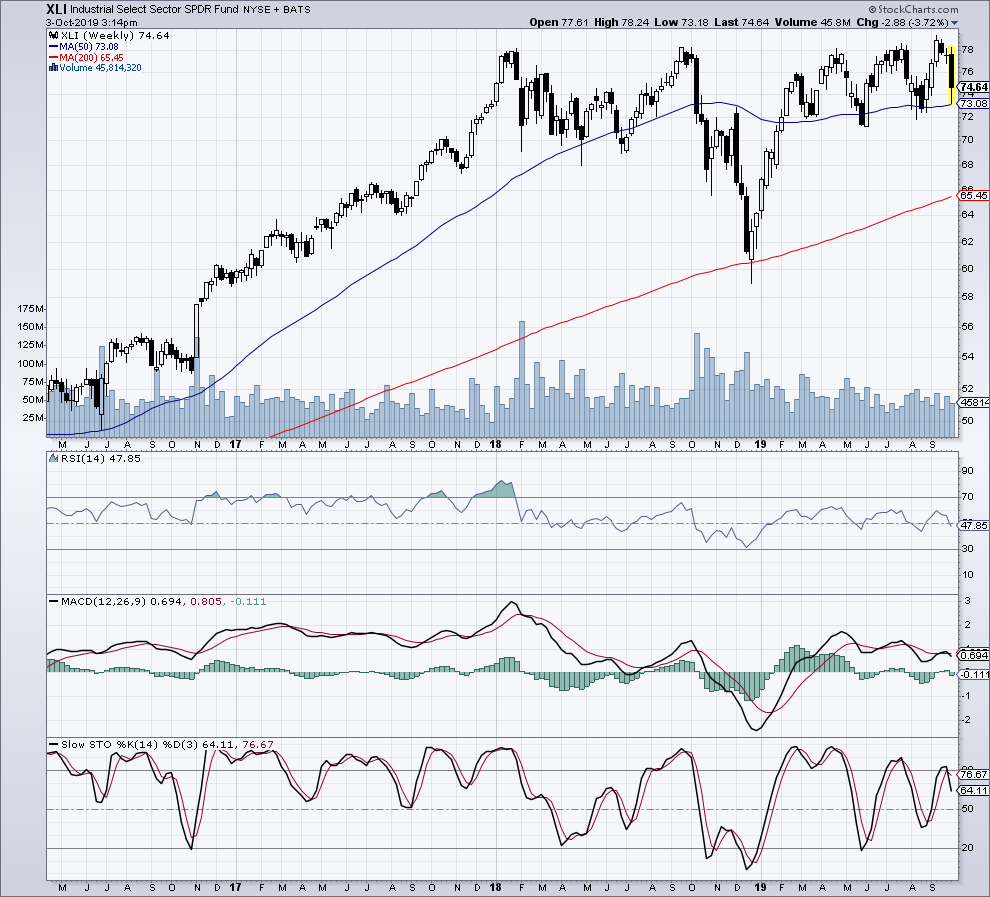 XLI Industrial Select Sector SPDR Fund NYSE + BATS
© StockCharts.com
3-Oct-2019 3:14pm
Open 77.61 High 78.24 Low 73.18 Last 74.64 Volume 45.8M Chg -2.88 (-3.72%)
XLI (Weekly) 74.64
MA(50) 73.08
MA(200) 65.45
Volume 45,814,320
78
76
74.64
74
73.08
72
70
68
66
65.45
64
62
60
58
56
54
52
50
175M
150M
125M
100M
75M
50M
25M
45814
M J J A S O N D 17 F M A M J J A S O N D 18 F M A M J J A S O N D 19 F M A M J J A S
RSI(14) 47.85
90
70
47.85
30
10
MACD(12,26,9) 0.694, 0.805, -0.111
3
2
0.694
-0.111
-1
-2
Slow STO %K(14) %D(3) 64.11, 76.67
76.67
64.11
50
20
M J J A S O N D 17 F M A M J J A S O N D 18 F M A M J J A S O N D 19 F M A M J J A S